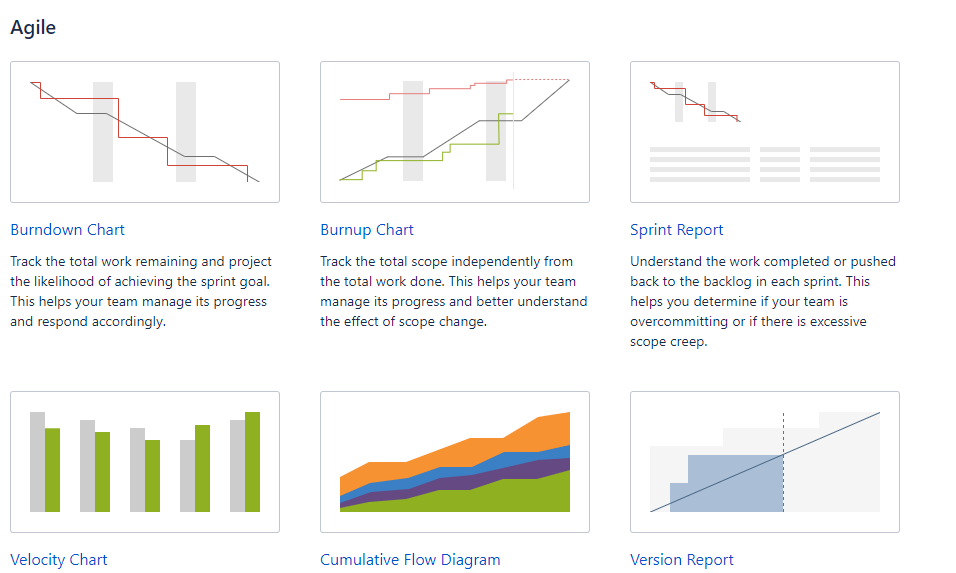 Agile
Burndown Chart
Track the total work remaining and project
the likelihood of achieving the sprint goal.
This helps your team manage its progress
and respond accordingly.
Burnup Chart
Track the total scope independently from
the total work done. This helps your team
manage its progress and better understand
the effect of scope change.
Sprint Report
Understand the work completed or pushed
back to the backlog in each sprint. This
helps you determine if your team is
overcommitting or if there is excessive
scope creep.
Velocity Chart
Cumulative Flow Diagram
Version Report